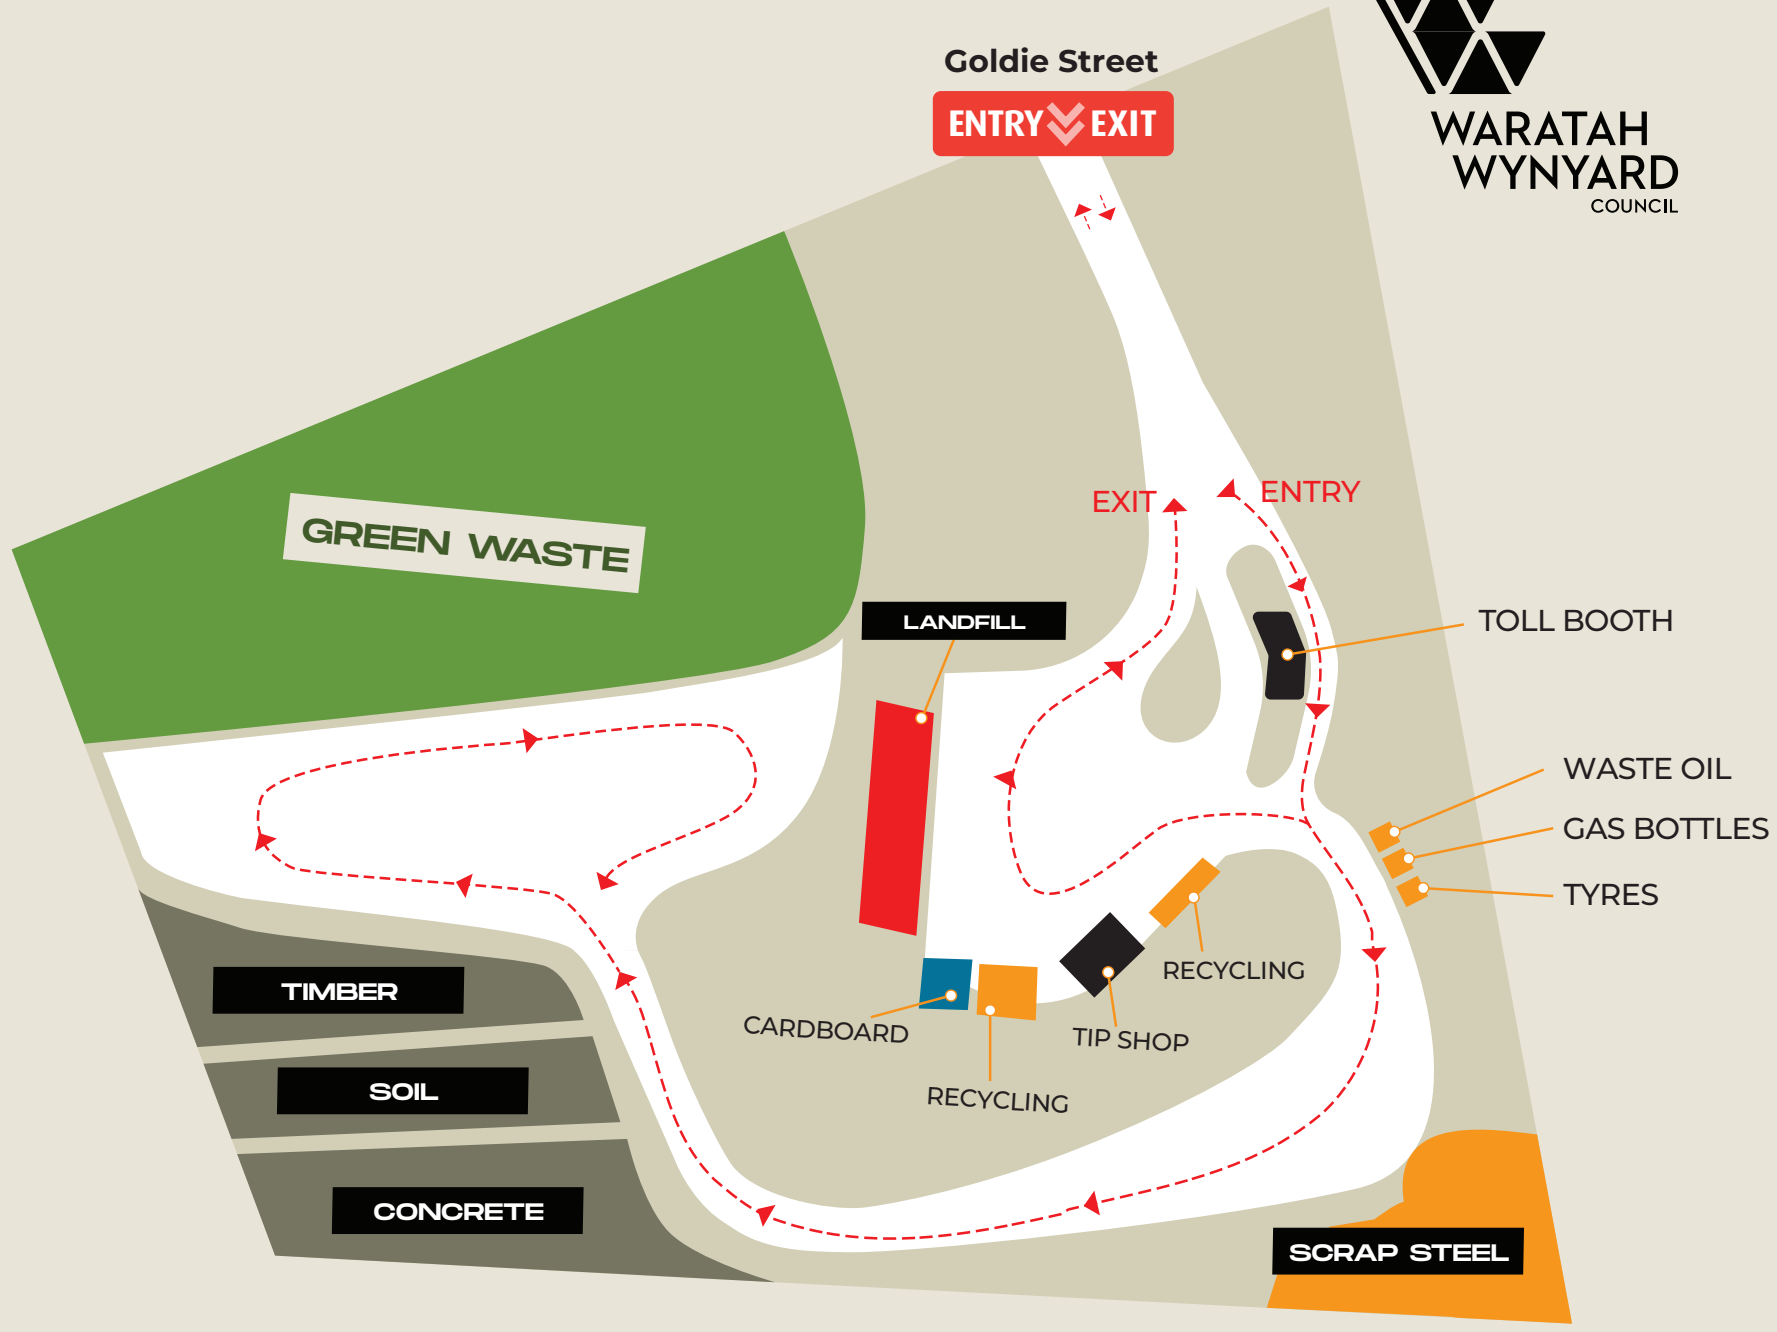 Goldie Street
ENTRY EXIT
WARATAH
WYNYARD
COUNCIL
EXIT
ENTRY
GREEN WASTE
LANDFILL
TOLL BOOTH
WASTE OIL
GAS BOTTLES
TYRES
RECYCLING
TIMBER
CARDBOARD
TIP SHOP
SOIL
RECYCLING
CONCRETE
SCRAP STEEL